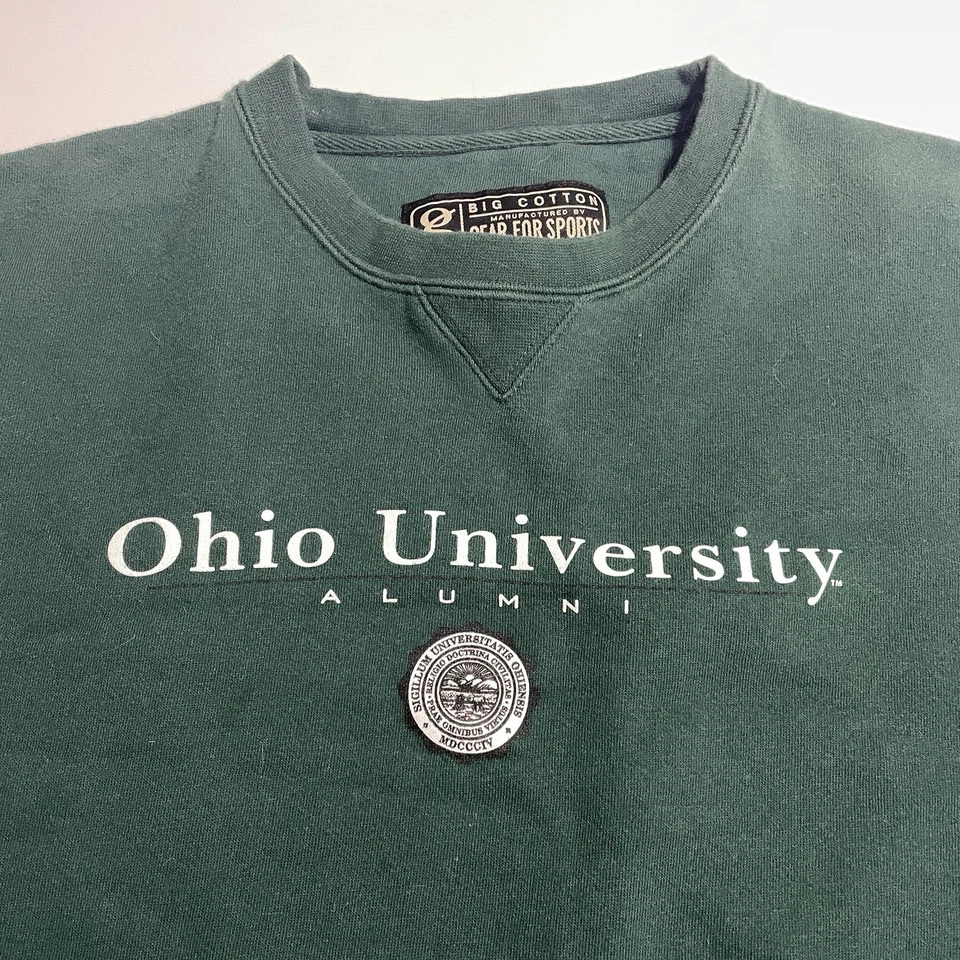 BIG COTTON
MANUFACTURED BY
GEAR FOR SPORTS
Ohio University™
ALUMNI
SIGILLUM UNIVERSITATIS OHIENSIS
RELIGIO DOCTRINA CIVILITAS
PRAE OMNIBUS VIRTUS
MDCCCIV